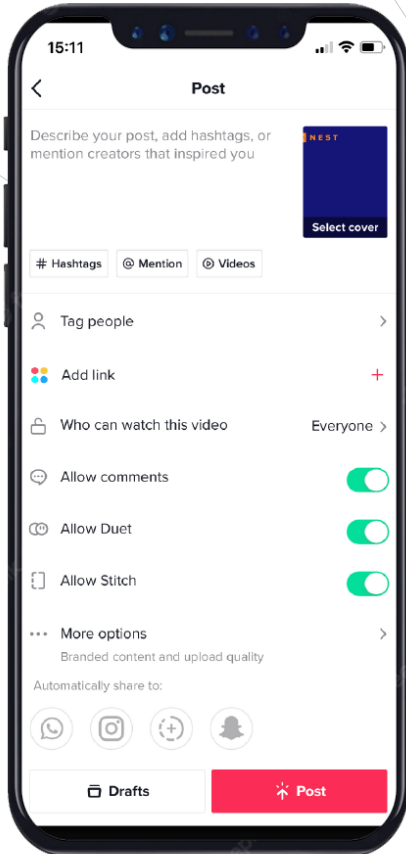 15:11
Post
Describe your post, add hashtags, or
mention creators that inspired you
NEST
Select cover
# Hashtags
@ Mention
Videos
Tag people
Add link
Who can watch this video
Everyone
Allow comments
Allow Duet
Allow Stitch
More options
Branded content and upload quality
Automatically share to:
Drafts
Post